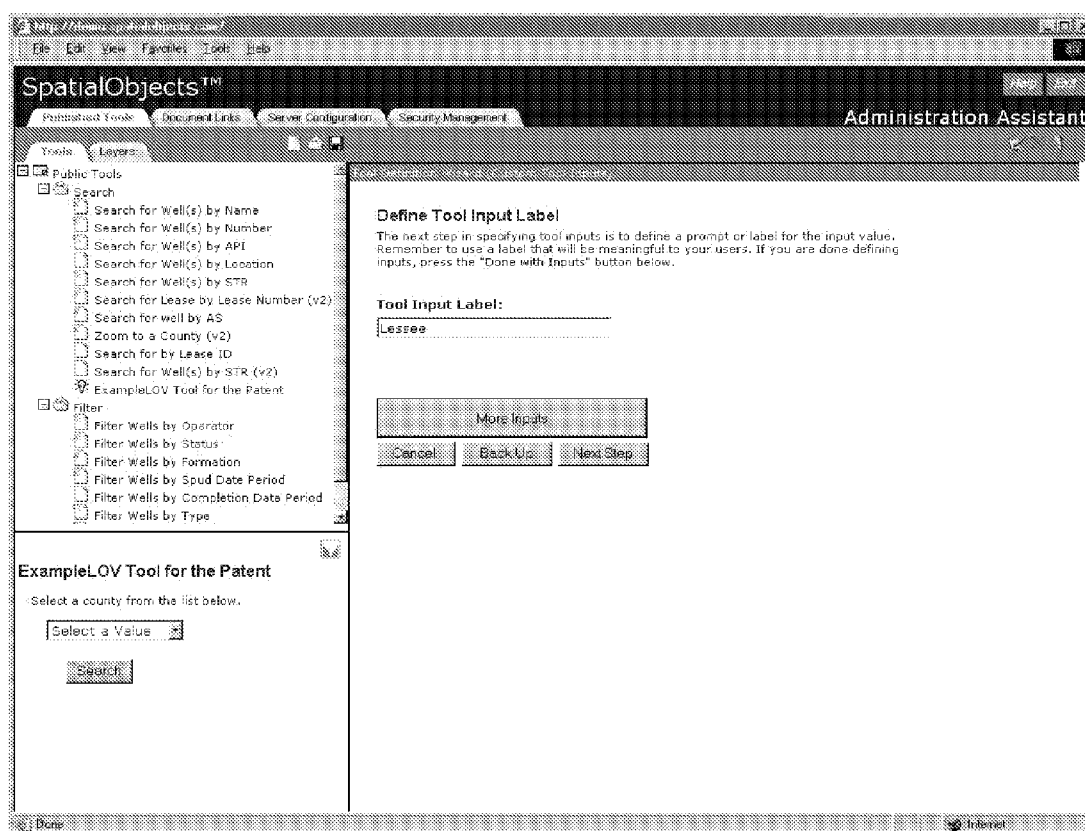 http://demo.spatialobjects.com/
File Edit View Favorites Tools Help
SpatialObjects™
Help Exit
Published Tools Document Links Server Configuration Security Management
Administration Assistant
Tools Layers
Public Tools
Search
Search for Well(s) by Name
Search for Well(s) by Number
Search for Well(s) by API
Search for Well(s) by Location
Search for Well(s) by STR
Search for Lease by Lease Number (v2)
Search for well by AS
Zoom to a County (v2)
Search for by Lease ID
Search for Well(s) by STR (v2)
ExampleLOV Tool for the Patent
Filter
Filter Wells by Operator
Filter Wells by Status
Filter Wells by Formation
Filter Wells by Spud Date Period
Filter Wells by Completion Date Period
Filter Wells by Type
Define Tool Input Label
The next step in specifying tool inputs is to define a prompt or label for the input value.
Remember to use a label that will be meaningful to your users. If you are done defining
inputs, press the "Done with Inputs" button below.
Tool Input Label:
Lessee
More Inputs
Cancel Back Up Next Step
ExampleLOV Tool for the Patent
Select a county from the list below.
Select a Value
Search
Done
Internet